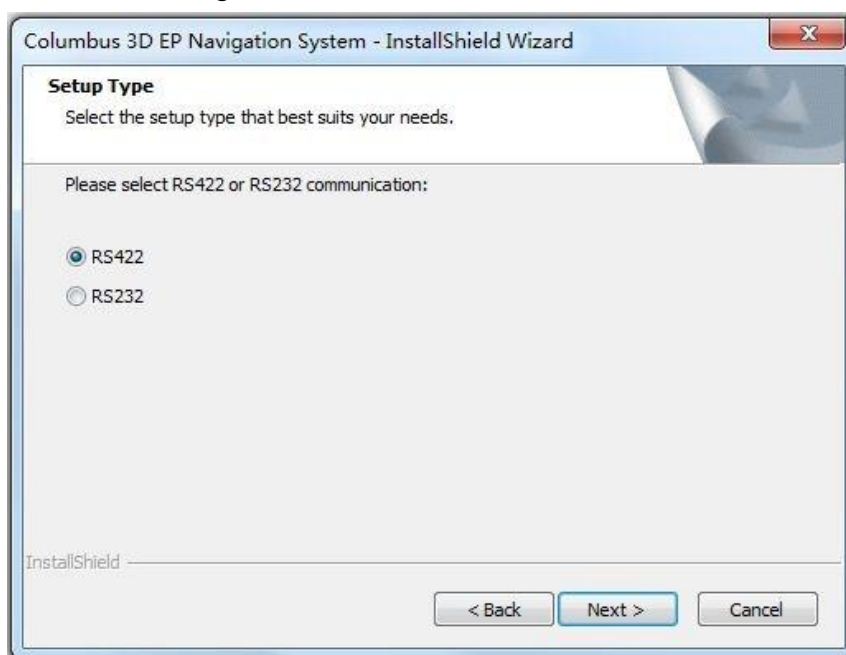 Columbus 3D EP Navigation System - InstallShield Wizard
Setup Type
Select the setup type that best suits your needs.
Please select RS422 or RS232 communication:
RS422
RS232
InstallShield
< Back
Next >
Cancel